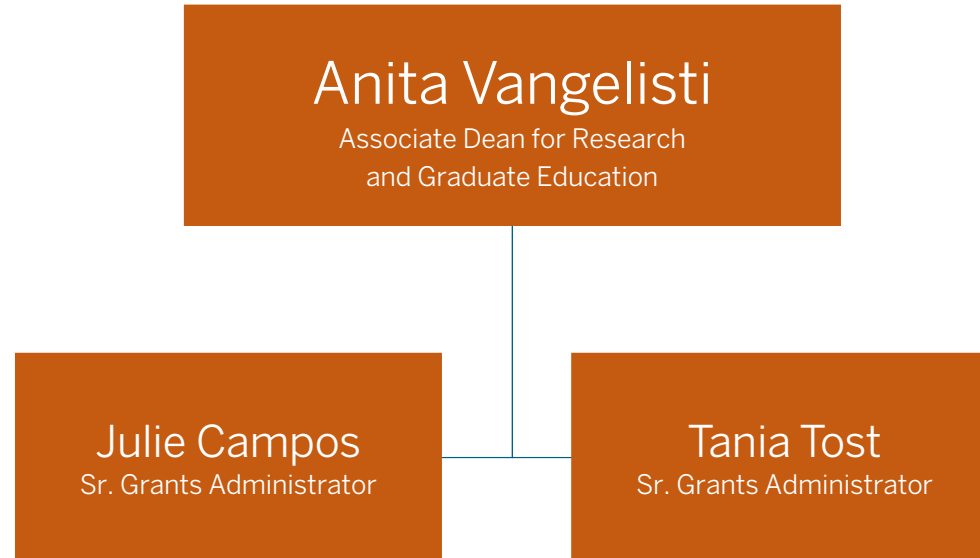 Anita Vangelisti
Associate Dean for Research
and Graduate Education
Julie Campos
Sr. Grants Administrator
Tania Tost
Sr. Grants Administrator